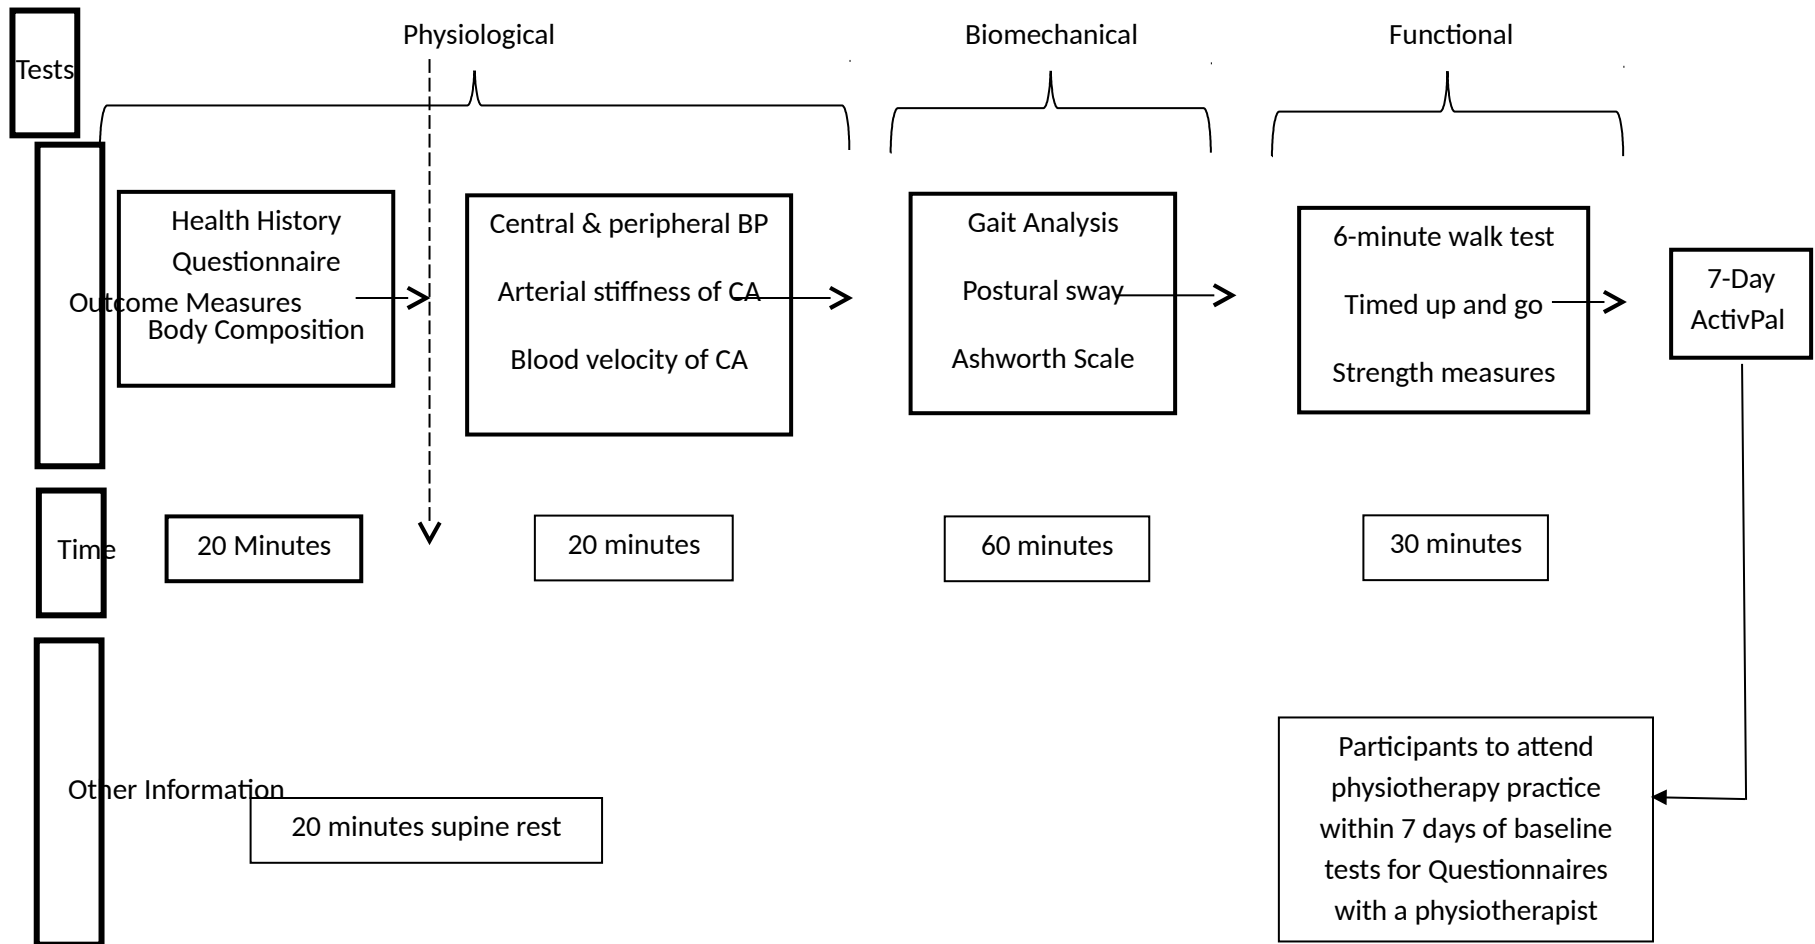 Tests
Physiological
Biomechanical
Functional
Outcome Measures
Health History
Questionnaire
Body Composition
Central & peripheral BP
Arterial stiffness of CA
Blood velocity of CA
Gait Analysis
Postural sway
Ashworth Scale
6-minute walk test
Timed up and go
Strength measures
7-Day
ActivPal
Time
20 Minutes
20 minutes
60 minutes
30 minutes
Other Information
20 minutes supine rest
Participants to attend
physiotherapy practice
within 7 days of baseline
tests for Questionnaires
with a physiotherapist